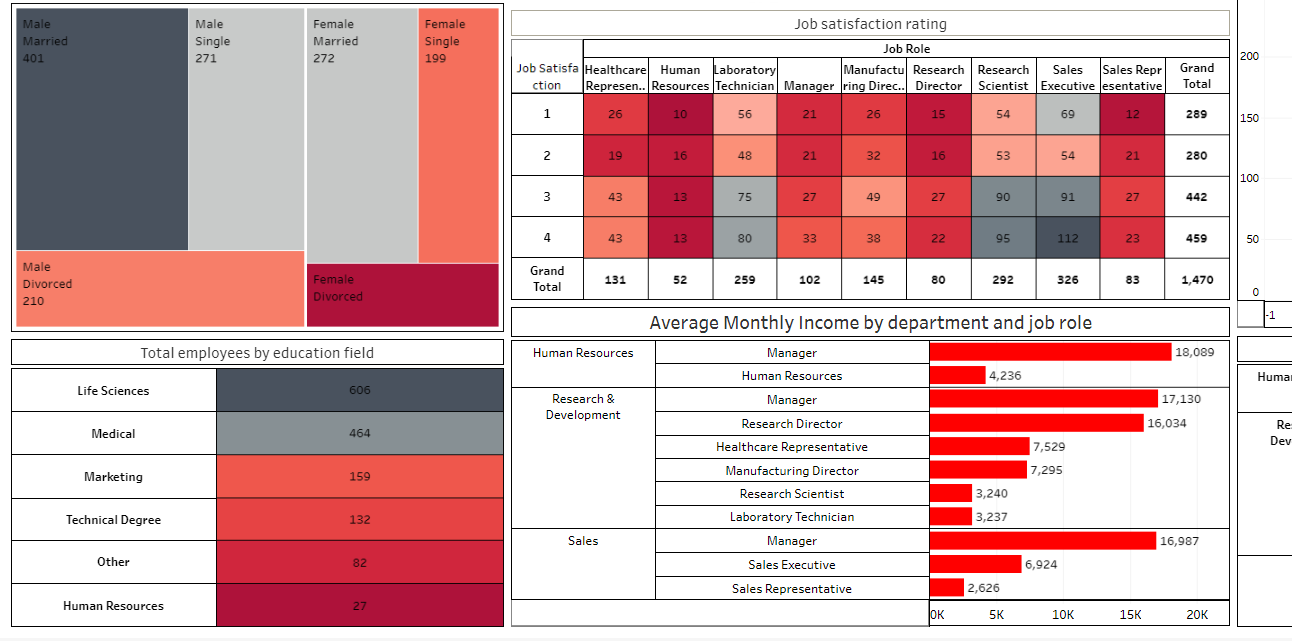 Male
Married
401
Male
Single
271
Female
Married
272
Female
Single
199
Male
Divorced
210
Female
Divorced
Total employees by education field
Life Sciences 606
Medical 464
Marketing 159
Technical Degree 132
Other 82
Human Resources 27
Job satisfaction rating
Job Role
Job Satisfa
ction
Healthcare
Represen..
Human
Resources
Laboratory
Technician
Manager
Manufactu
ring Direc..
Research
Director
Research
Scientist
Sales
Executive
Sales Repr
esentative
Grand
Total
1 26 10 56 21 26 15 54 69 12 289
2 19 16 48 21 32 16 53 54 21 280
3 43 13 75 27 49 27 90 91 27 442
4 43 13 80 33 38 22 95 112 23 459
Grand
Total
131 52 259 102 145 80 292 326 83 1,470
Average Monthly Income by department and job role
Human Resources
Manager 18,089
Human Resources 4,236
Research &
Development
Manager 17,130
Research Director 16,034
Healthcare Representative 7,529
Manufacturing Director 7,295
Research Scientist 3,240
Laboratory Technician 3,237
Sales
Manager 16,987
Sales Executive 6,924
Sales Representative 2,626
0K 5K 10K 15K 20K
200
150
100
50
0
-1